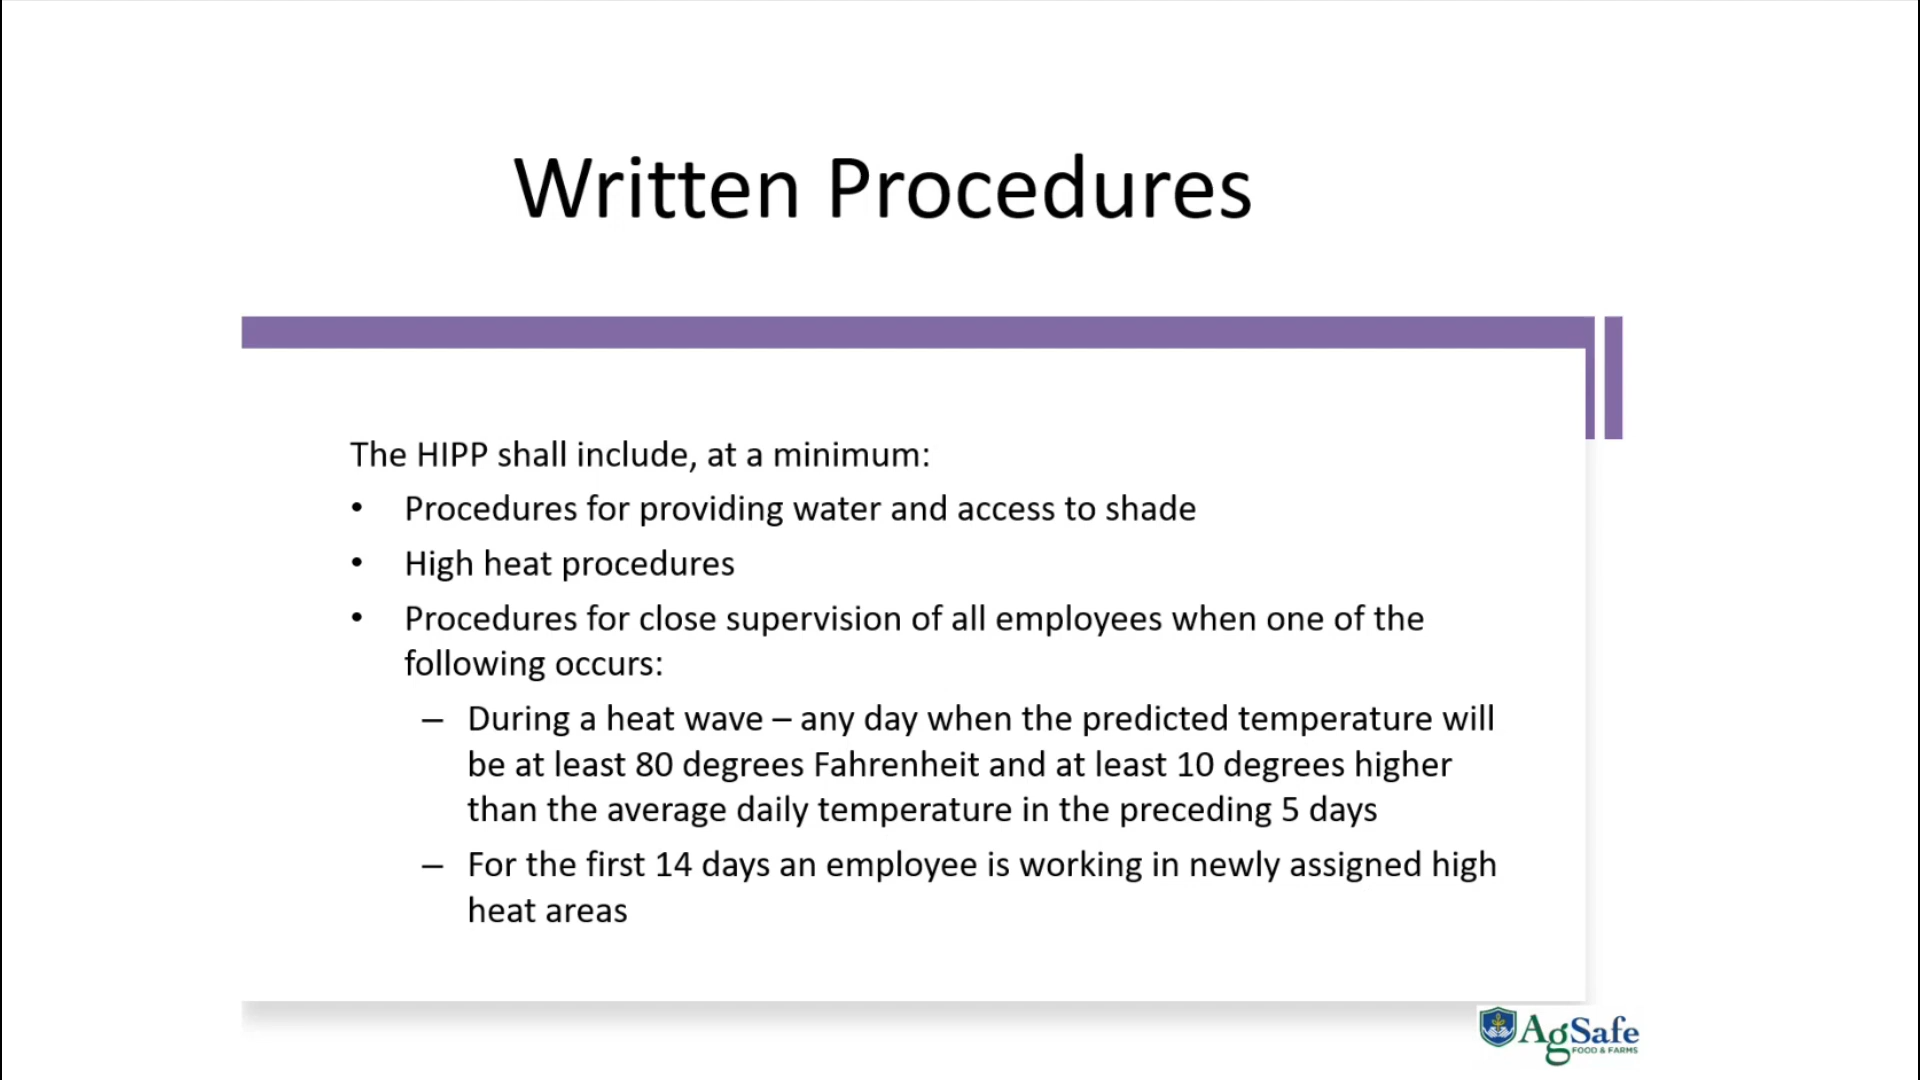 Written Procedures
The HIPP shall include, at a minimum:
• Procedures for providing water and access to shade
• High heat procedures
• Procedures for close supervision of all employees when one of the
following occurs:
– During a heat wave – any day when the predicted temperature will
be at least 80 degrees Fahrenheit and at least 10 degrees higher
than the average daily temperature in the preceding 5 days
– For the first 14 days an employee is working in newly assigned high
heat areas
AgSafe
FOOD & FARMS